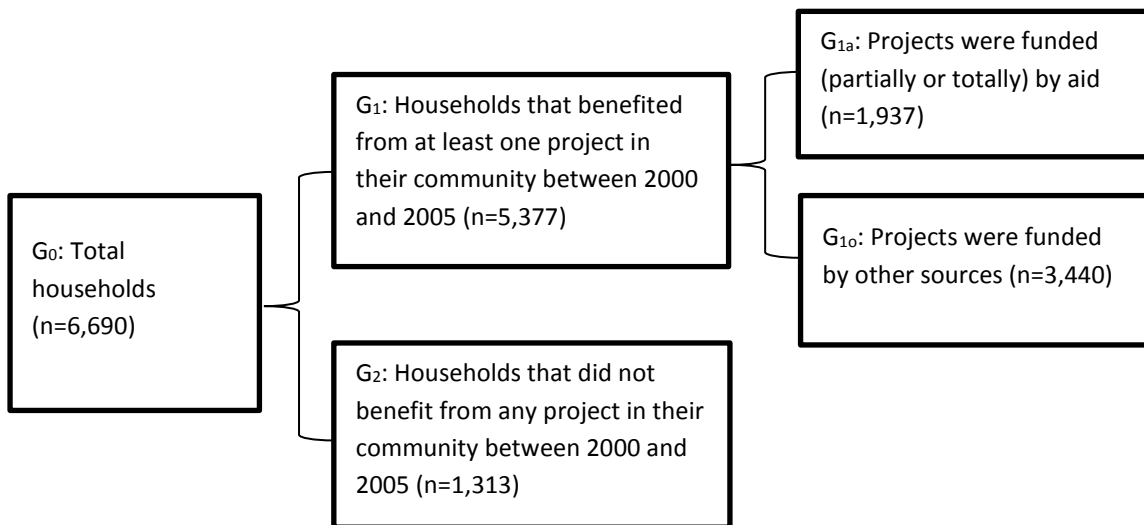 G0: Total
households
(n=6,690)
G1: Households that benefited
from at least one project in
their community between 2000
and 2005 (n=5,377)
G2: Households that did not
benefit from any project in their
community between 2000 and
2005 (n=1,313)
G1a: Projects were funded
(partially or totally) by aid
(n=1,937)
G1o: Projects were funded
by other sources (n=3,440)